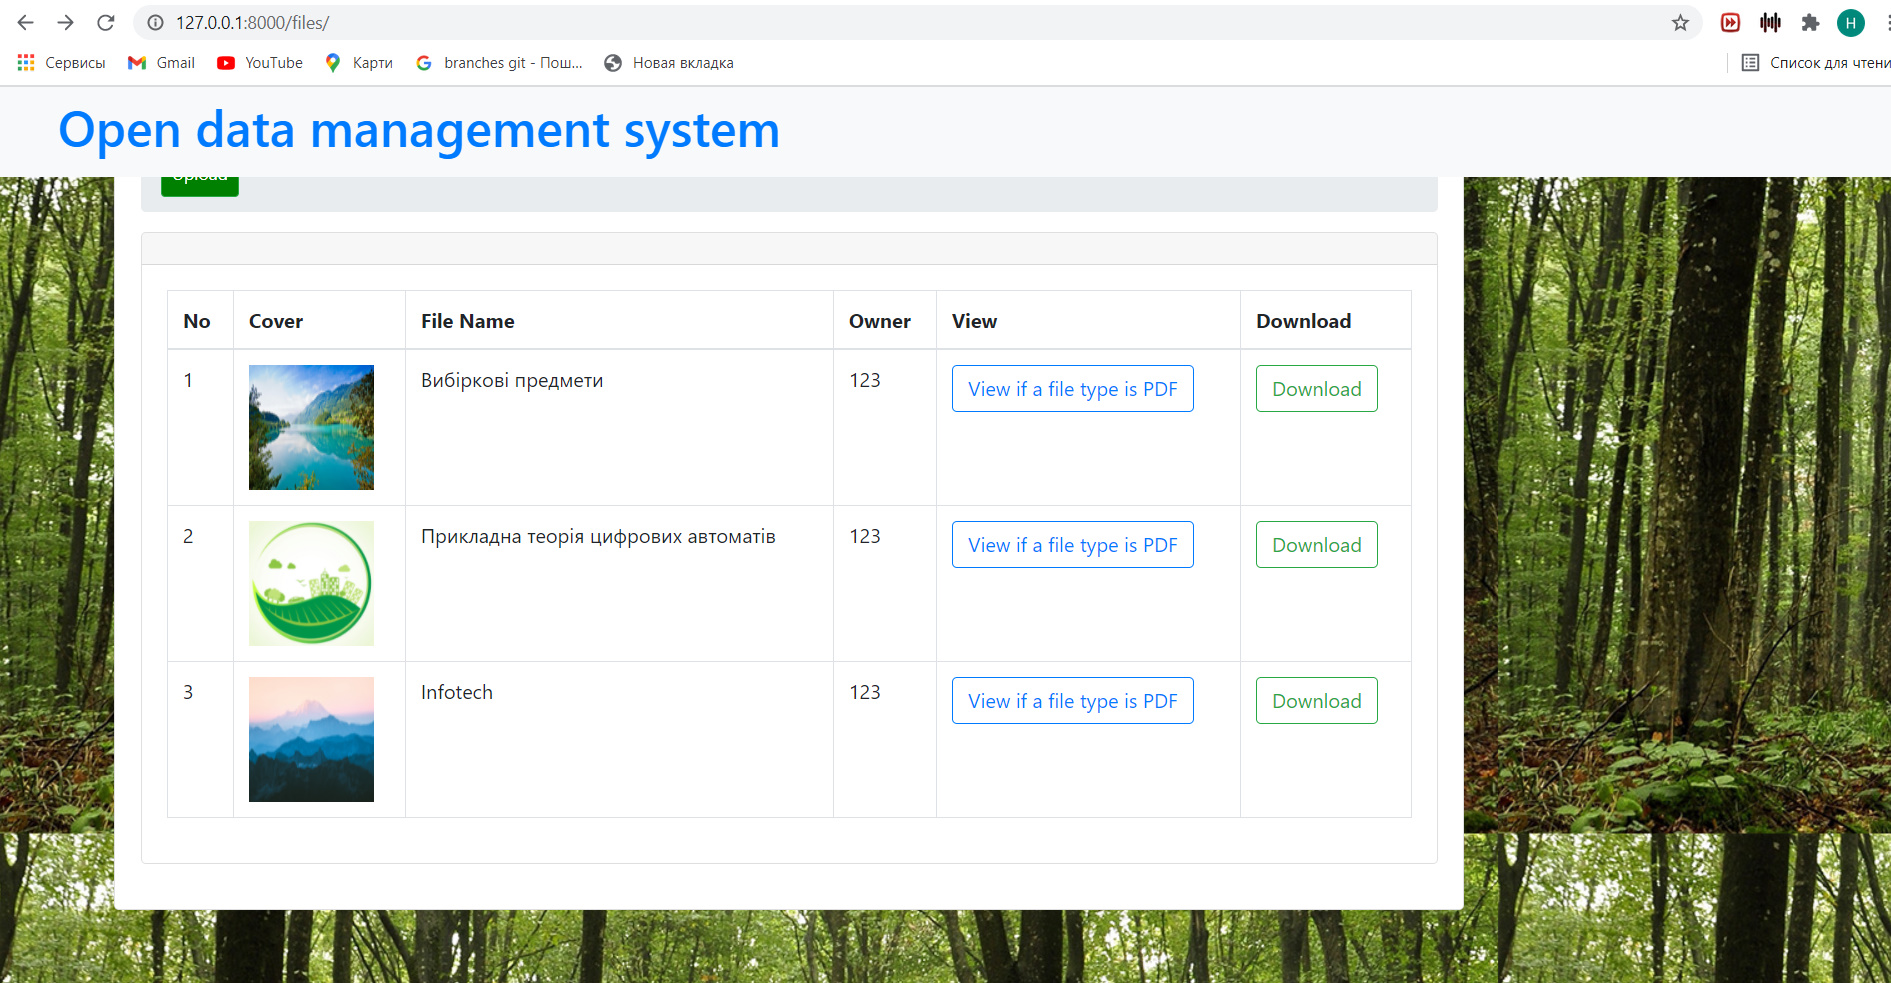 127.0.0.1:8000/files/
H
Сервисы Gmail YouTube Карти branches git - Пош... Новая вкладка Список для чтени
Open data management system
Upload
No Cover File Name Owner View Download
1 Вибіркові предмети 123 View if a file type is PDF Download
2 Прикладна теорія цифрових автоматів 123 View if a file type is PDF Download
3 Infotech 123 View if a file type is PDF Download